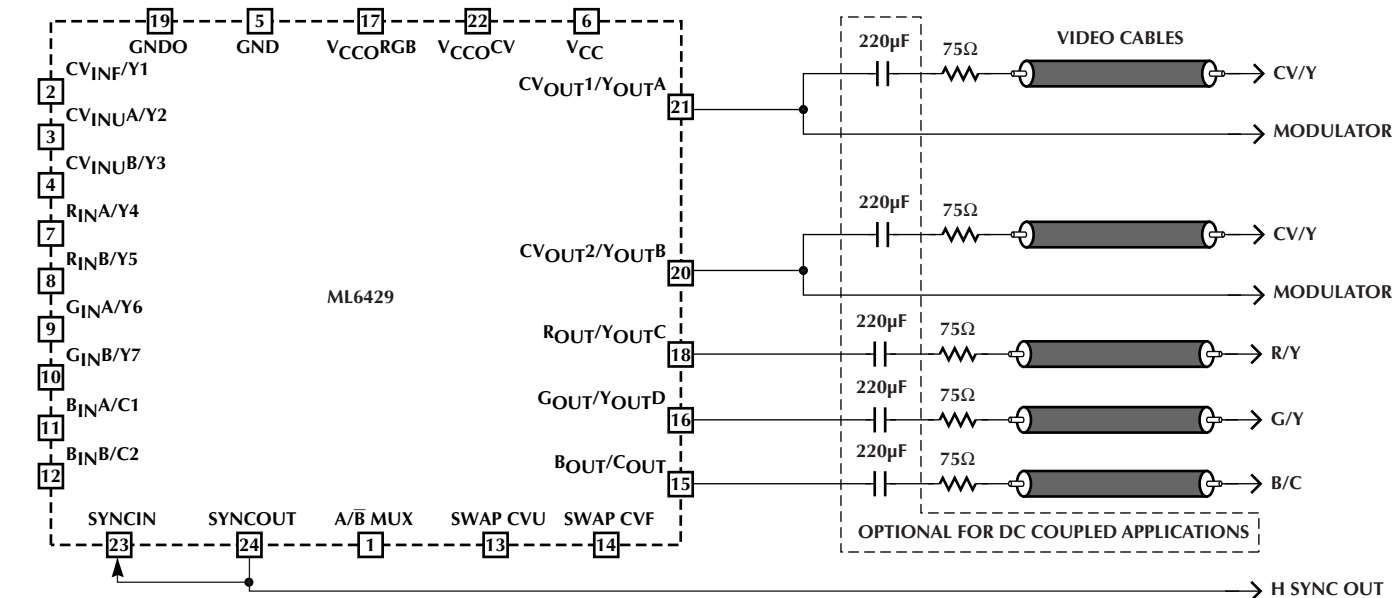 19 5 17 22 6
GNDO GND VCCORGB VCCOCV VCC
CVINF/Y1
2
CVINUA/Y2
3
CVINUB/Y3
4
RINA/Y4
7
RINB/Y5
8
GINA/Y6
9
GINB/Y7
10
BINA/C1
11
BINB/C2
12
ML6429
CVOUT1/YOUTA
21
CVOUT2/YOUTB
20
ROUT/YOUTC
18
GOUT/YOUTD
16
BOUT/COUT
15
SYNCIN SYNCOUT A/B̅ MUX SWAP CVU SWAP CVF
23 24 1 13 14
220µF 75Ω VIDEO CABLES
CV/Y
MODULATOR
220µF 75Ω
CV/Y
MODULATOR
220µF 75Ω
R/Y
220µF 75Ω
G/Y
220µF 75Ω
B/C
OPTIONAL FOR DC COUPLED APPLICATIONS
H SYNC OUT